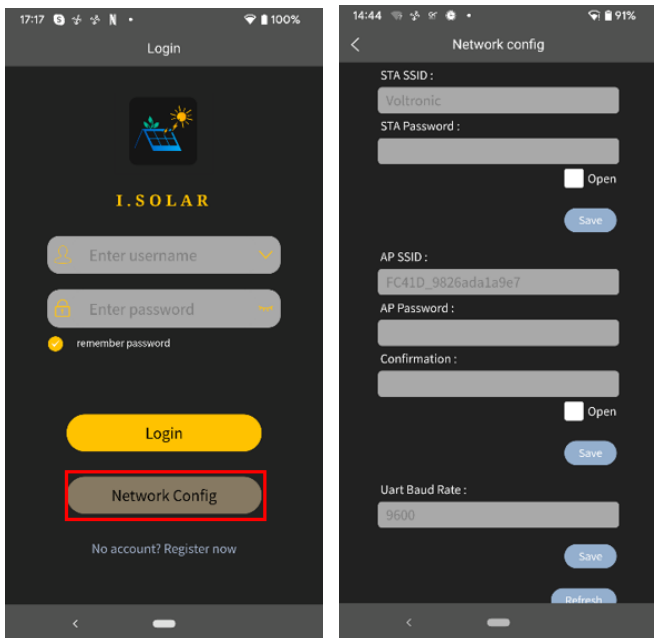 17:17 S N • 100%
Login
I.SOLAR
Enter username
Enter password
remember password
Login
Network Config
No account? Register now
14:44 • 91%
Network config
STA SSID :
Voltronic
STA Password :
Open
Save
AP SSID :
FC41D_9826ada1a9e7
AP Password :
Confirmation :
Open
Save
Uart Baud Rate :
9600
Save
Refresh